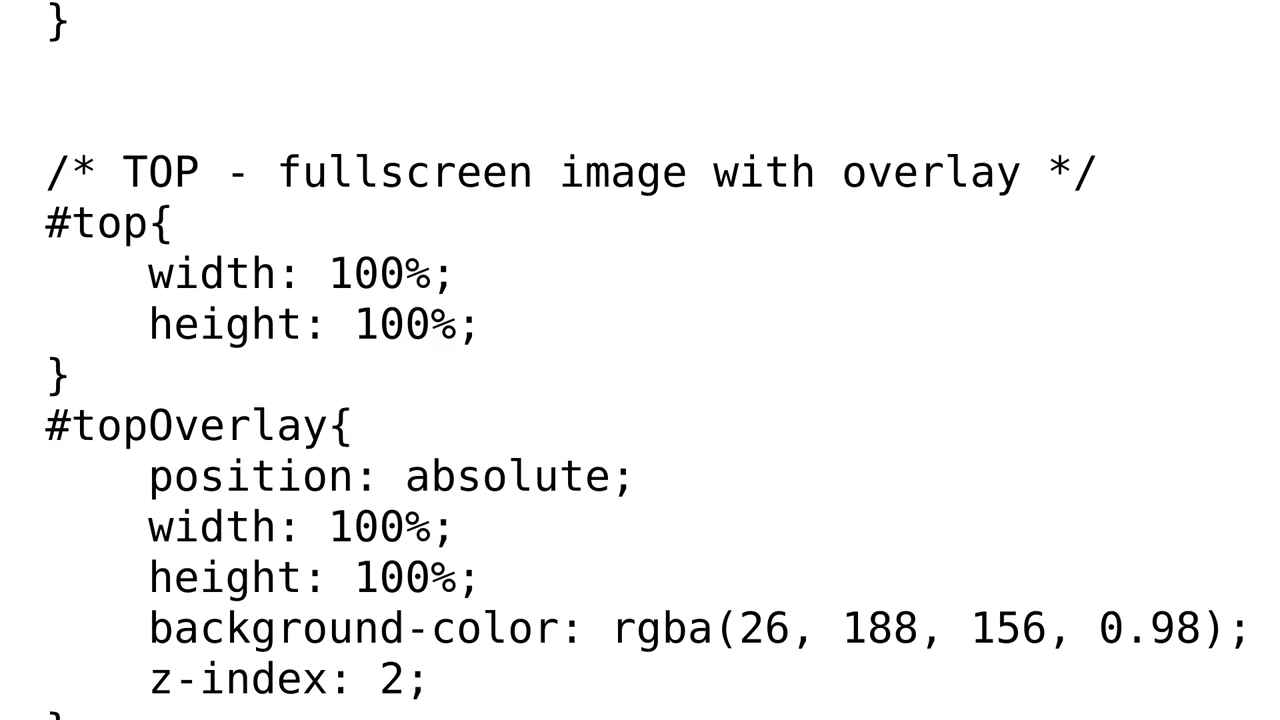 }
/* TOP - fullscreen image with overlay */
#top{
    width: 100%;
    height: 100%;
}
#topOverlay{
    position: absolute;
    width: 100%;
    height: 100%;
    background-color: rgba(26, 188, 156, 0.98);
    z-index: 2;
}